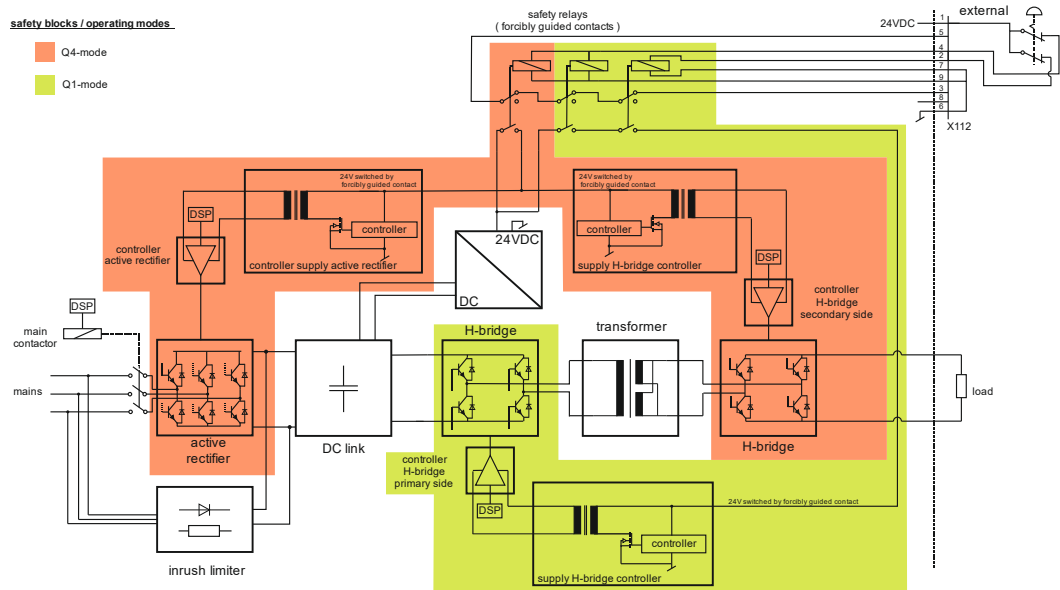 safety blocks / operating modes
Q4-mode
Q1-mode
safety relays
( forcibly guided contacts )
24VDC
external
1
5
4
2
7
9
3
8
6
X112
24V switched by
forcibly guided contact
controller
controller supply active rectifier
DSP
controller
active rectifier
24VDC
DC
24V switched by
forcibly guided contact
controller
supply H-bridge controller
DSP
controller
H-bridge
secondary side
DSP
main
contactor
mains
active
rectifier
DC link
H-bridge
transformer
H-bridge
load
controller
H-bridge
primary side
DSP
24V switched by forcibly guided contact
controller
supply H-bridge controller
inrush limiter